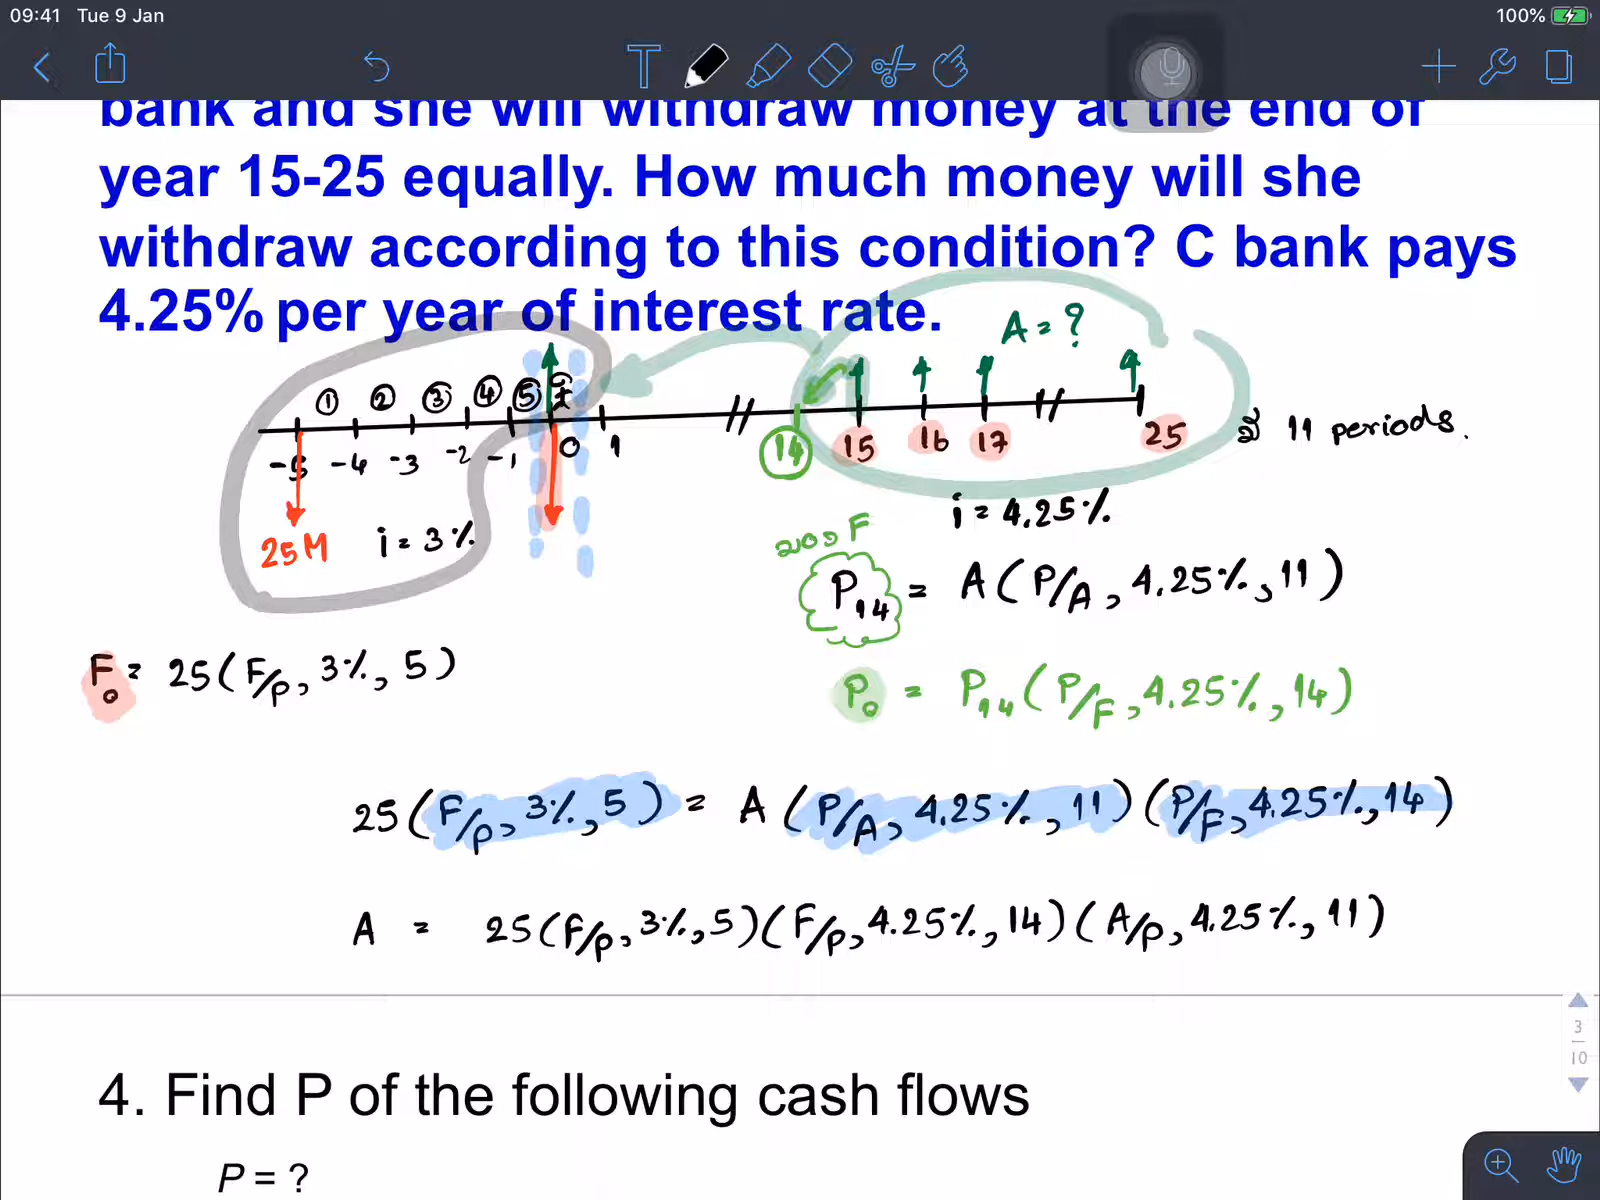 09:41 Tue 9 Jan
100%
bank and she will withdraw money at the end of
year 15-25 equally. How much money will she
withdraw according to this condition? C bank pays
4.25% per year of interest rate.
A = ?
① ② ③ ④ ⑤
-5 -4 -3 -2 -1 0 1
14 15 16 17 25
มี 11 periods.
25M i = 3%
i = 4.25%
P14 = A(P/A, 4.25%, 11)
F0 = 25(F/P, 3%, 5)
P0 = P14(P/F, 4.25%, 14)
25(F/P, 3%, 5) = A(P/A, 4.25%, 11)(P/F, 4.25%, 14)
A = 25(F/P, 3%, 5)(F/P, 4.25%, 14)(A/P, 4.25%, 11)
3
10
4. Find P of the following cash flows
P = ?